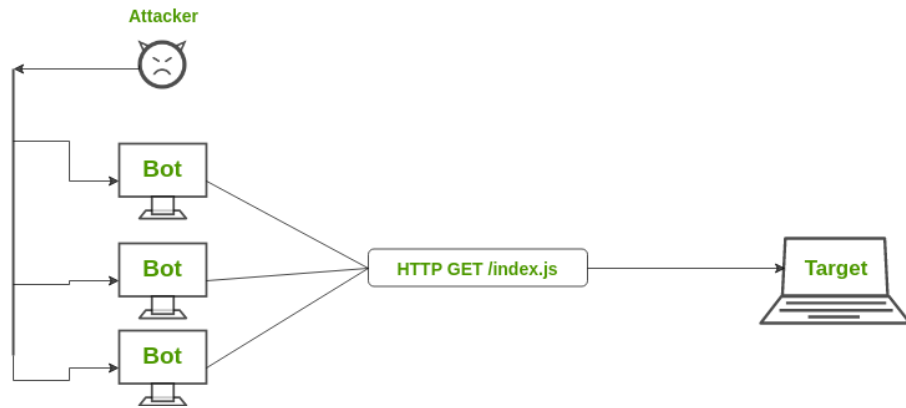 Attacker
Bot
Bot
HTTP GET /index.js
Target
Bot